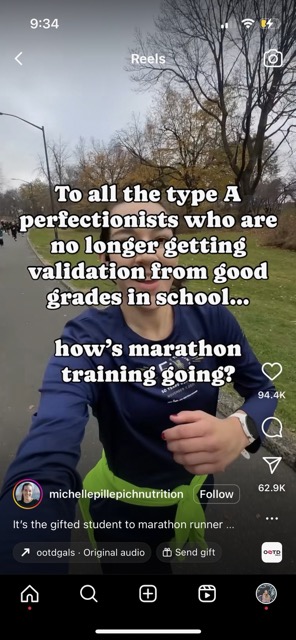 9:34
Reels
To all the type A
perfectionists who are
no longer getting
validation from good
grades in school...
how's marathon
training going?
94.4K
62.9K
michellepillepichnutrition Follow
It's the gifted student to marathon runner ...
ootdgals · Original audio Send gift